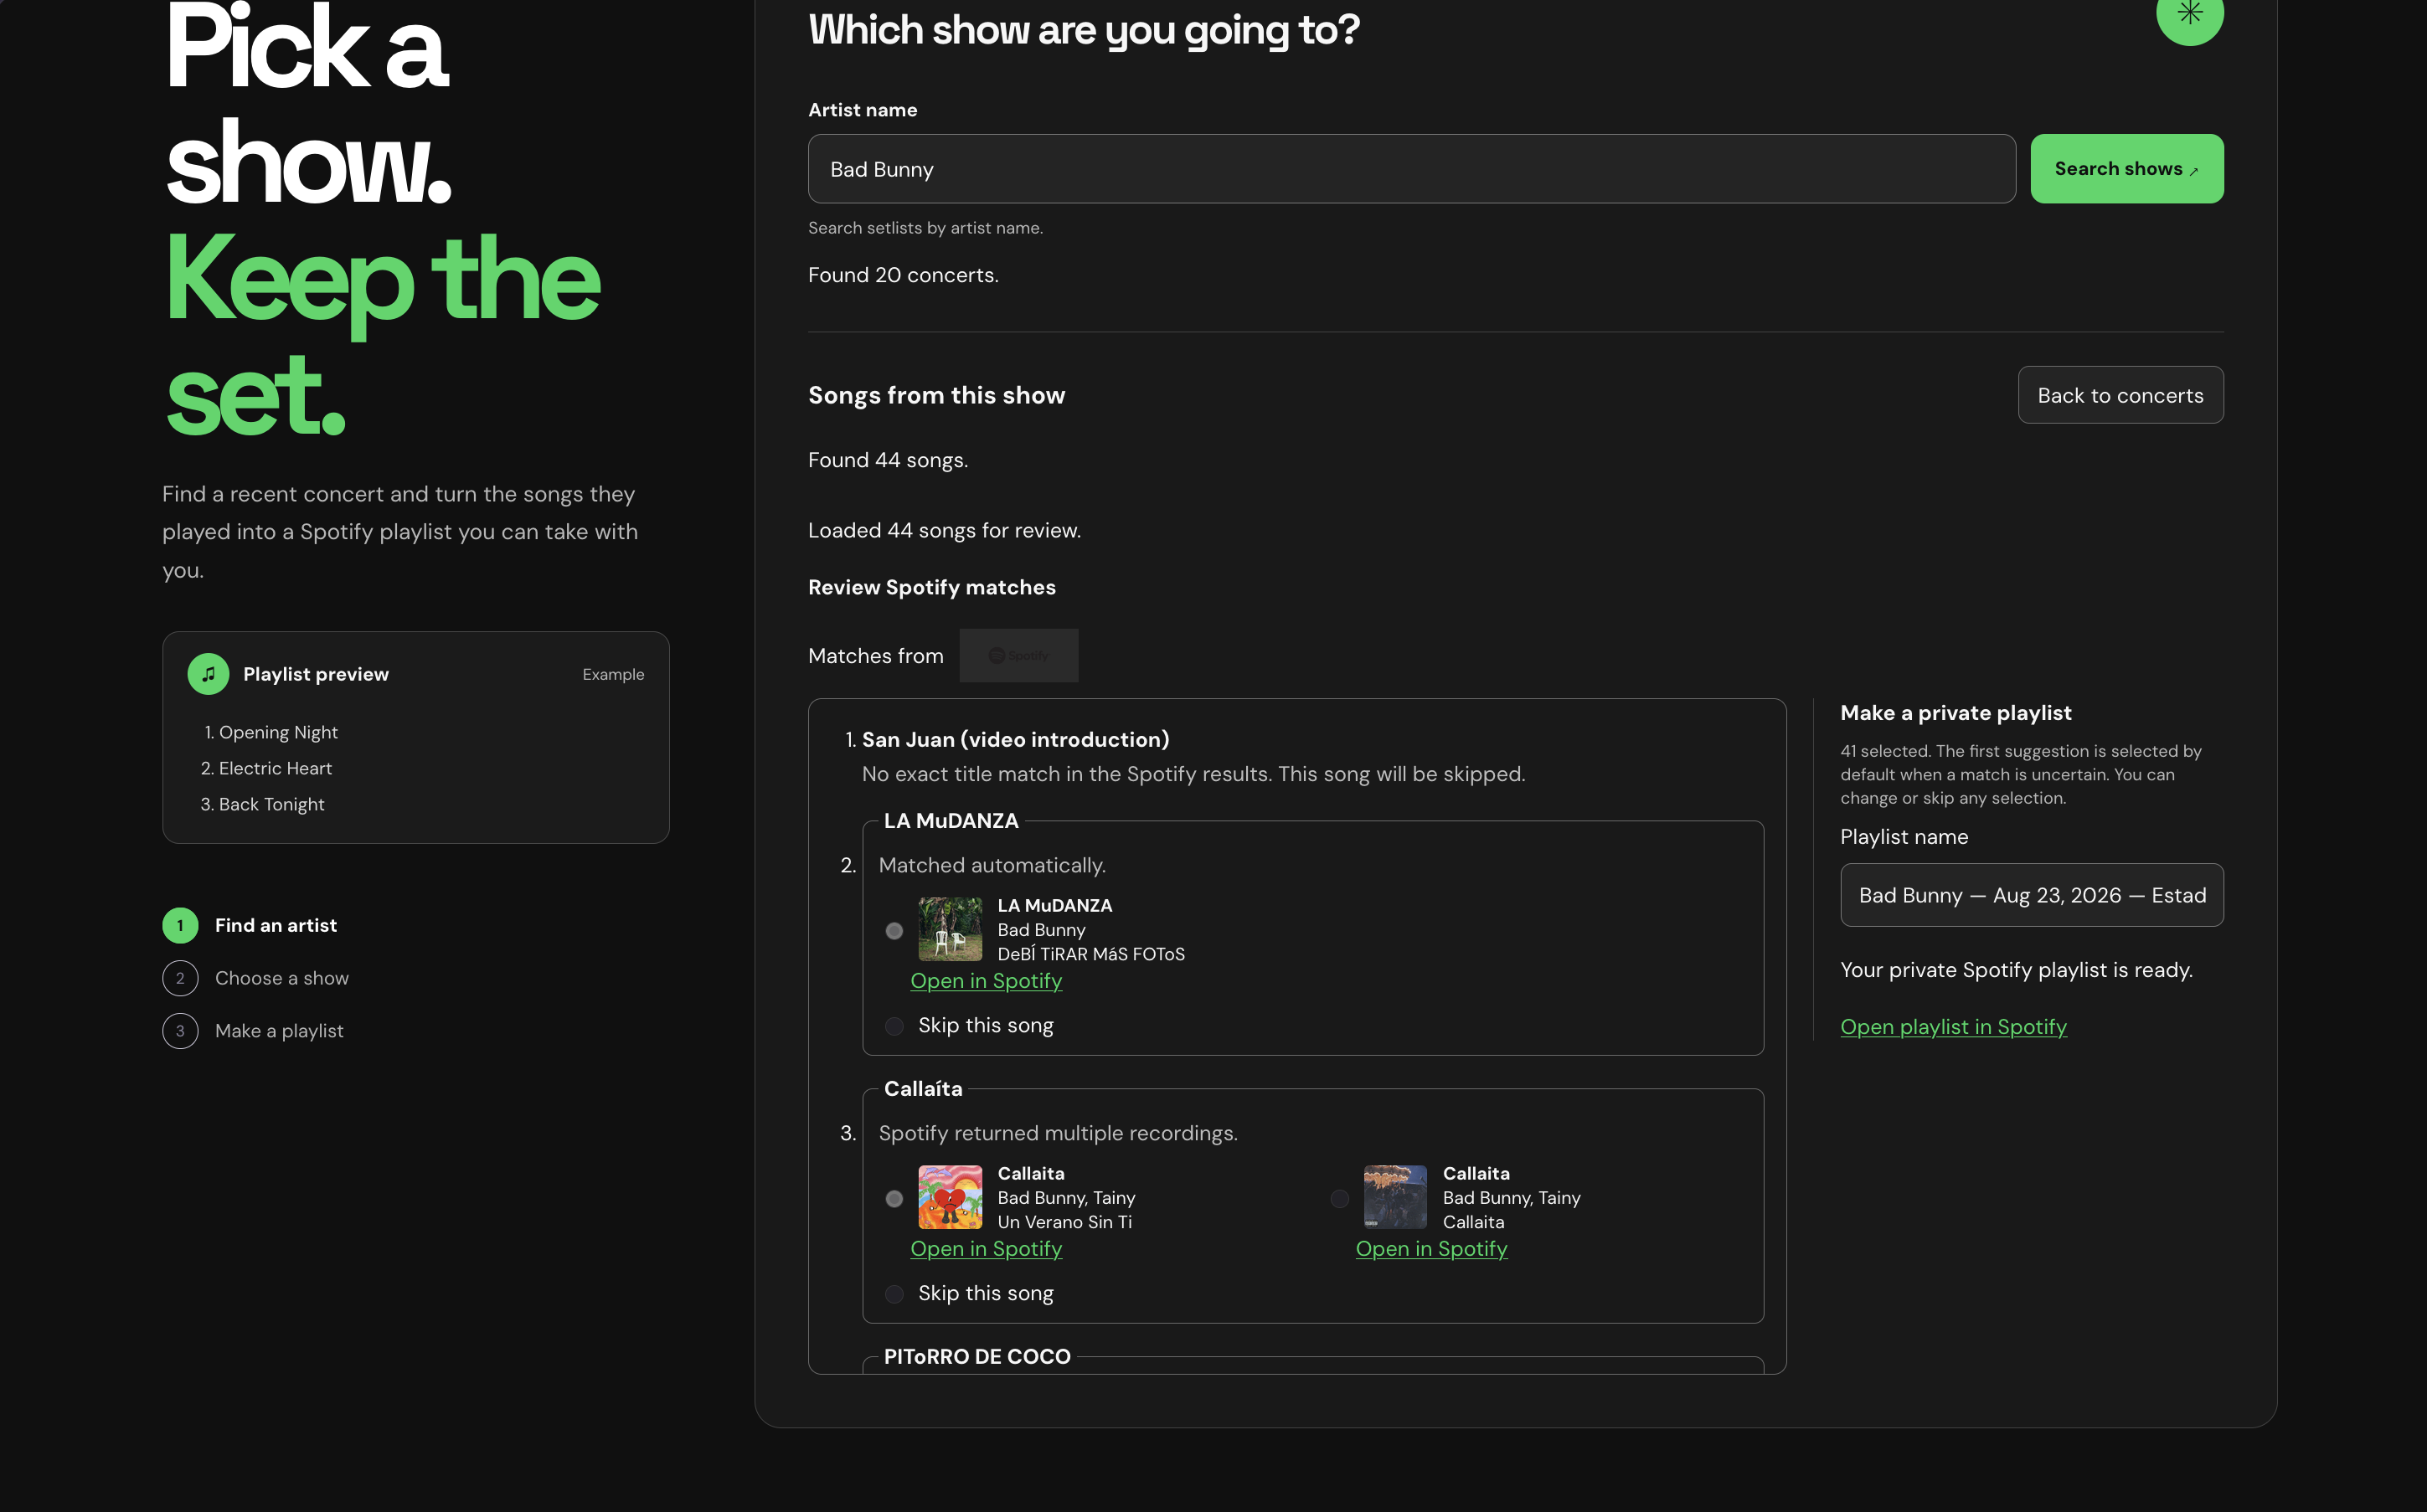 Pick a
show.
Keep the
set.
Find a recent concert and turn the songs they
played into a Spotify playlist you can take with
you.
Playlist preview
Example
1. Opening Night
2. Electric Heart
3. Back Tonight
1 Find an artist
2 Choose a show
3 Make a playlist
Which show are you going to?
Artist name
Bad Bunny
Search shows ↗
Search setlists by artist name.
Found 20 concerts.
Songs from this show
Back to concerts
Found 44 songs.
Loaded 44 songs for review.
Review Spotify matches
Matches from Spotify
1. San Juan (video introduction)
No exact title match in the Spotify results. This song will be skipped.
LA MuDANZA
2. Matched automatically.
LA MuDANZA
Bad Bunny
DeBÍ TiRAR MáS FOToS
Open in Spotify
Skip this song
Callaíta
3. Spotify returned multiple recordings.
Callaita
Bad Bunny, Tainy
Un Verano Sin Ti
Open in Spotify
Callaita
Bad Bunny, Tainy
Callaita
Open in Spotify
Skip this song
PIToRRO DE COCO
Make a private playlist
41 selected. The first suggestion is selected by
default when a match is uncertain. You can
change or skip any selection.
Playlist name
Bad Bunny — Aug 23, 2026 — Estad
Your private Spotify playlist is ready.
Open playlist in Spotify